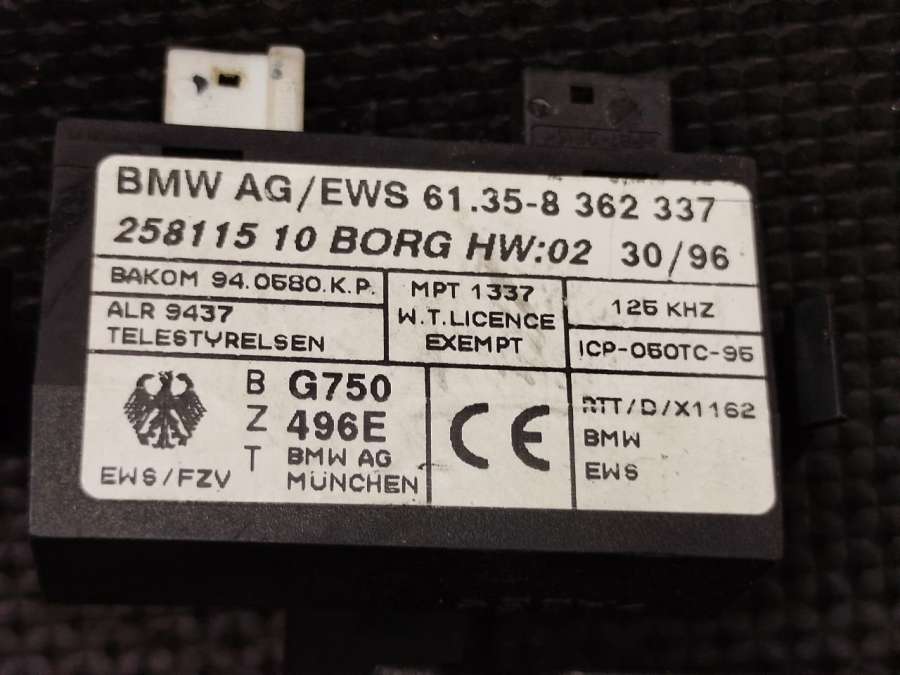 BMW AG/EWS 61.35-8 362 337
258115 10 BORG HW:02 30/96
BAKOM 94.0580.K.P.
ALR 9437
TELESTYRELSEN
MPT 1337
W.T.LICENCE
EXEMPT
125 KHZ
ICP-050TC-95
B
Z
T
G750
496E
BMW AG
MÜNCHEN
EWS/FZV
CE
RTT/D/X1162
BMW
EWS